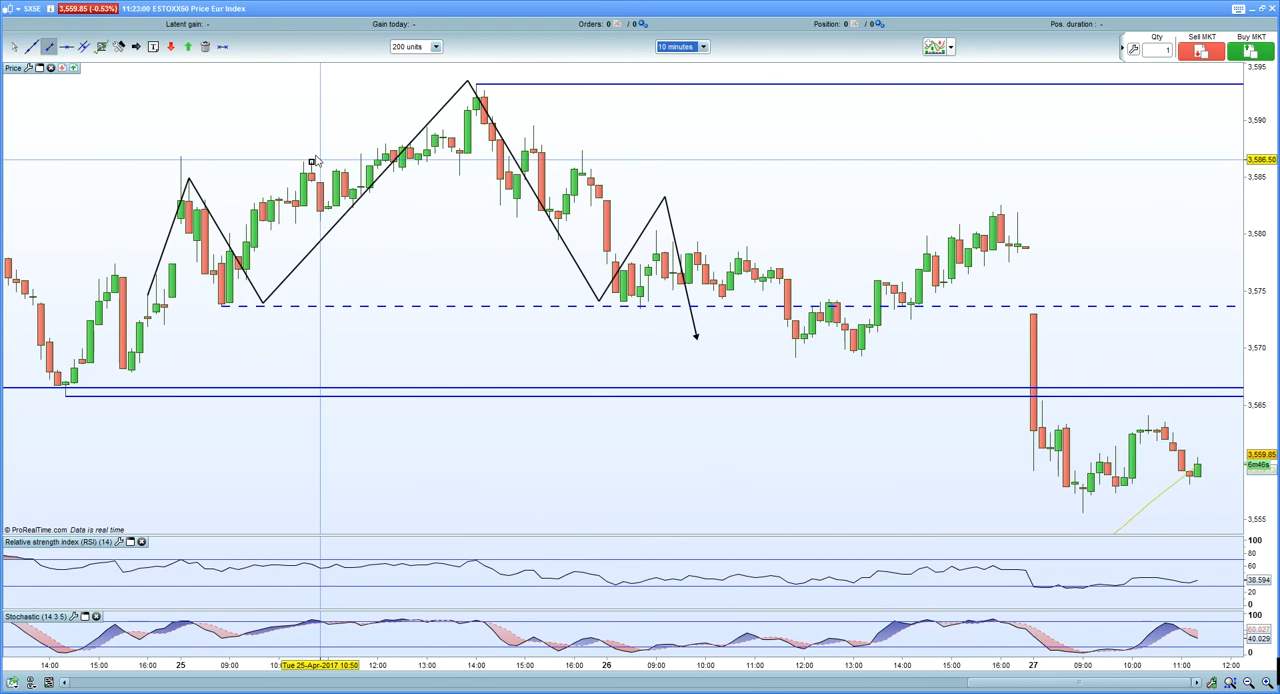 SX5E 3,559.85 (-0.53%) 11:23:00 ESTOXX50 Price Eur Index
Latent gain: - Gain today: - Orders: 0 / 0 Position: 0 / 0 Pos. duration : -
200 units 10 minutes Qty 1 Sell MKT Buy MKT
Price
3,595
3,590
3,586.50
3,585
3,580
3,575
3,570
3,565
3,559.85
6m46s
3,555
© ProRealTime.com Data is real time
Relative strength index (RSI) (14)
100
80
60
38.594
20
0
Stochastic (14 3 5)
100
60.027
40.029
0
14:00 15:00 16:00 25 09:00 Tue 25-Apr-2017 10:50 12:00 13:00 14:00 15:00 16:00 26 09:00 10:00 11:00 12:00 13:00 14:00 15:00 16:00 27 09:00 10:00 11:00 12:00